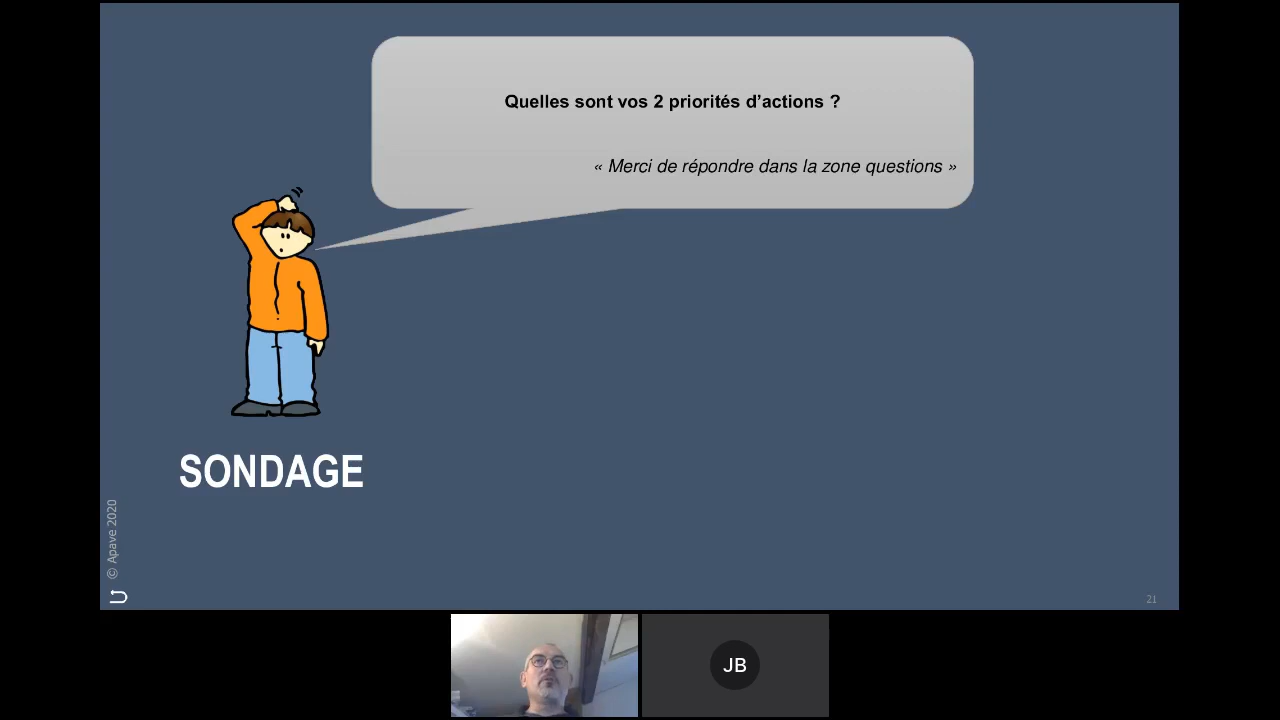 Quelles sont vos 2 priorités d’actions ?
« Merci de répondre dans la zone questions »
SONDAGE
© Apave 2020
21
JB